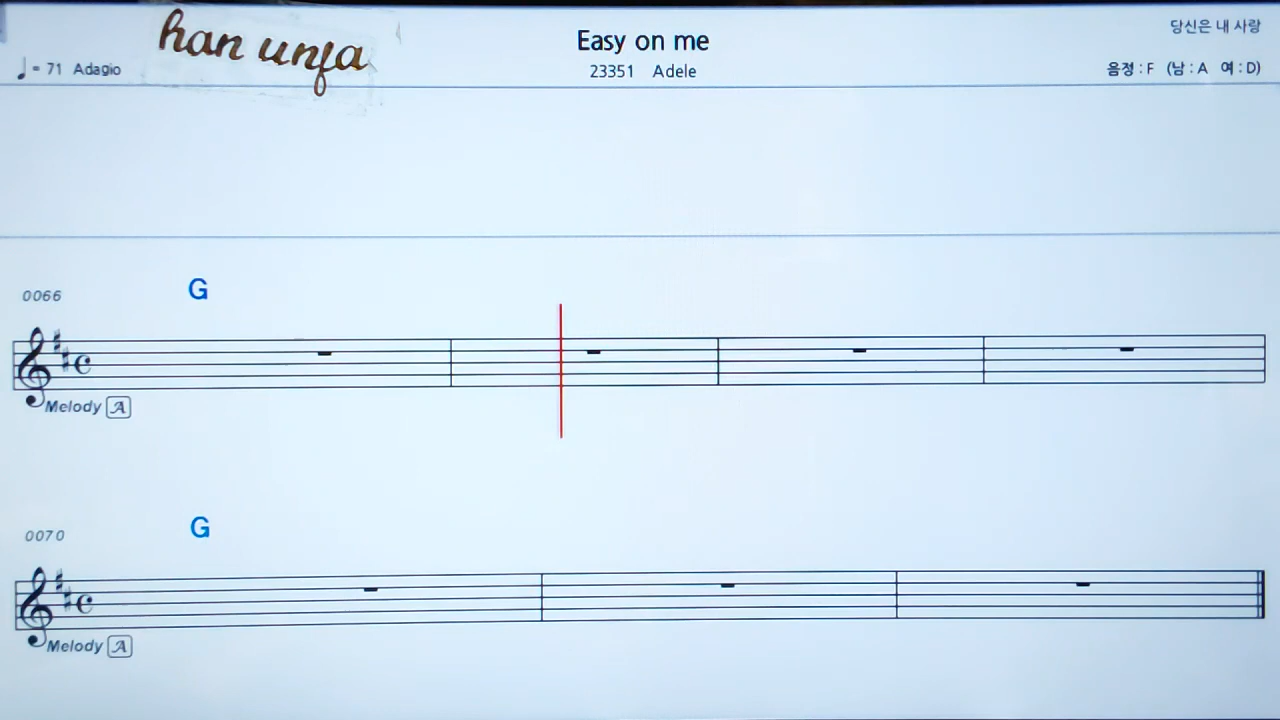 han unfa
Easy on me
당신은 내 사랑
♩= 71 Adagio
23351 Adele
음정 : F (남 : A 여 : D)
0066
G
Melody A
0070
G
Melody A